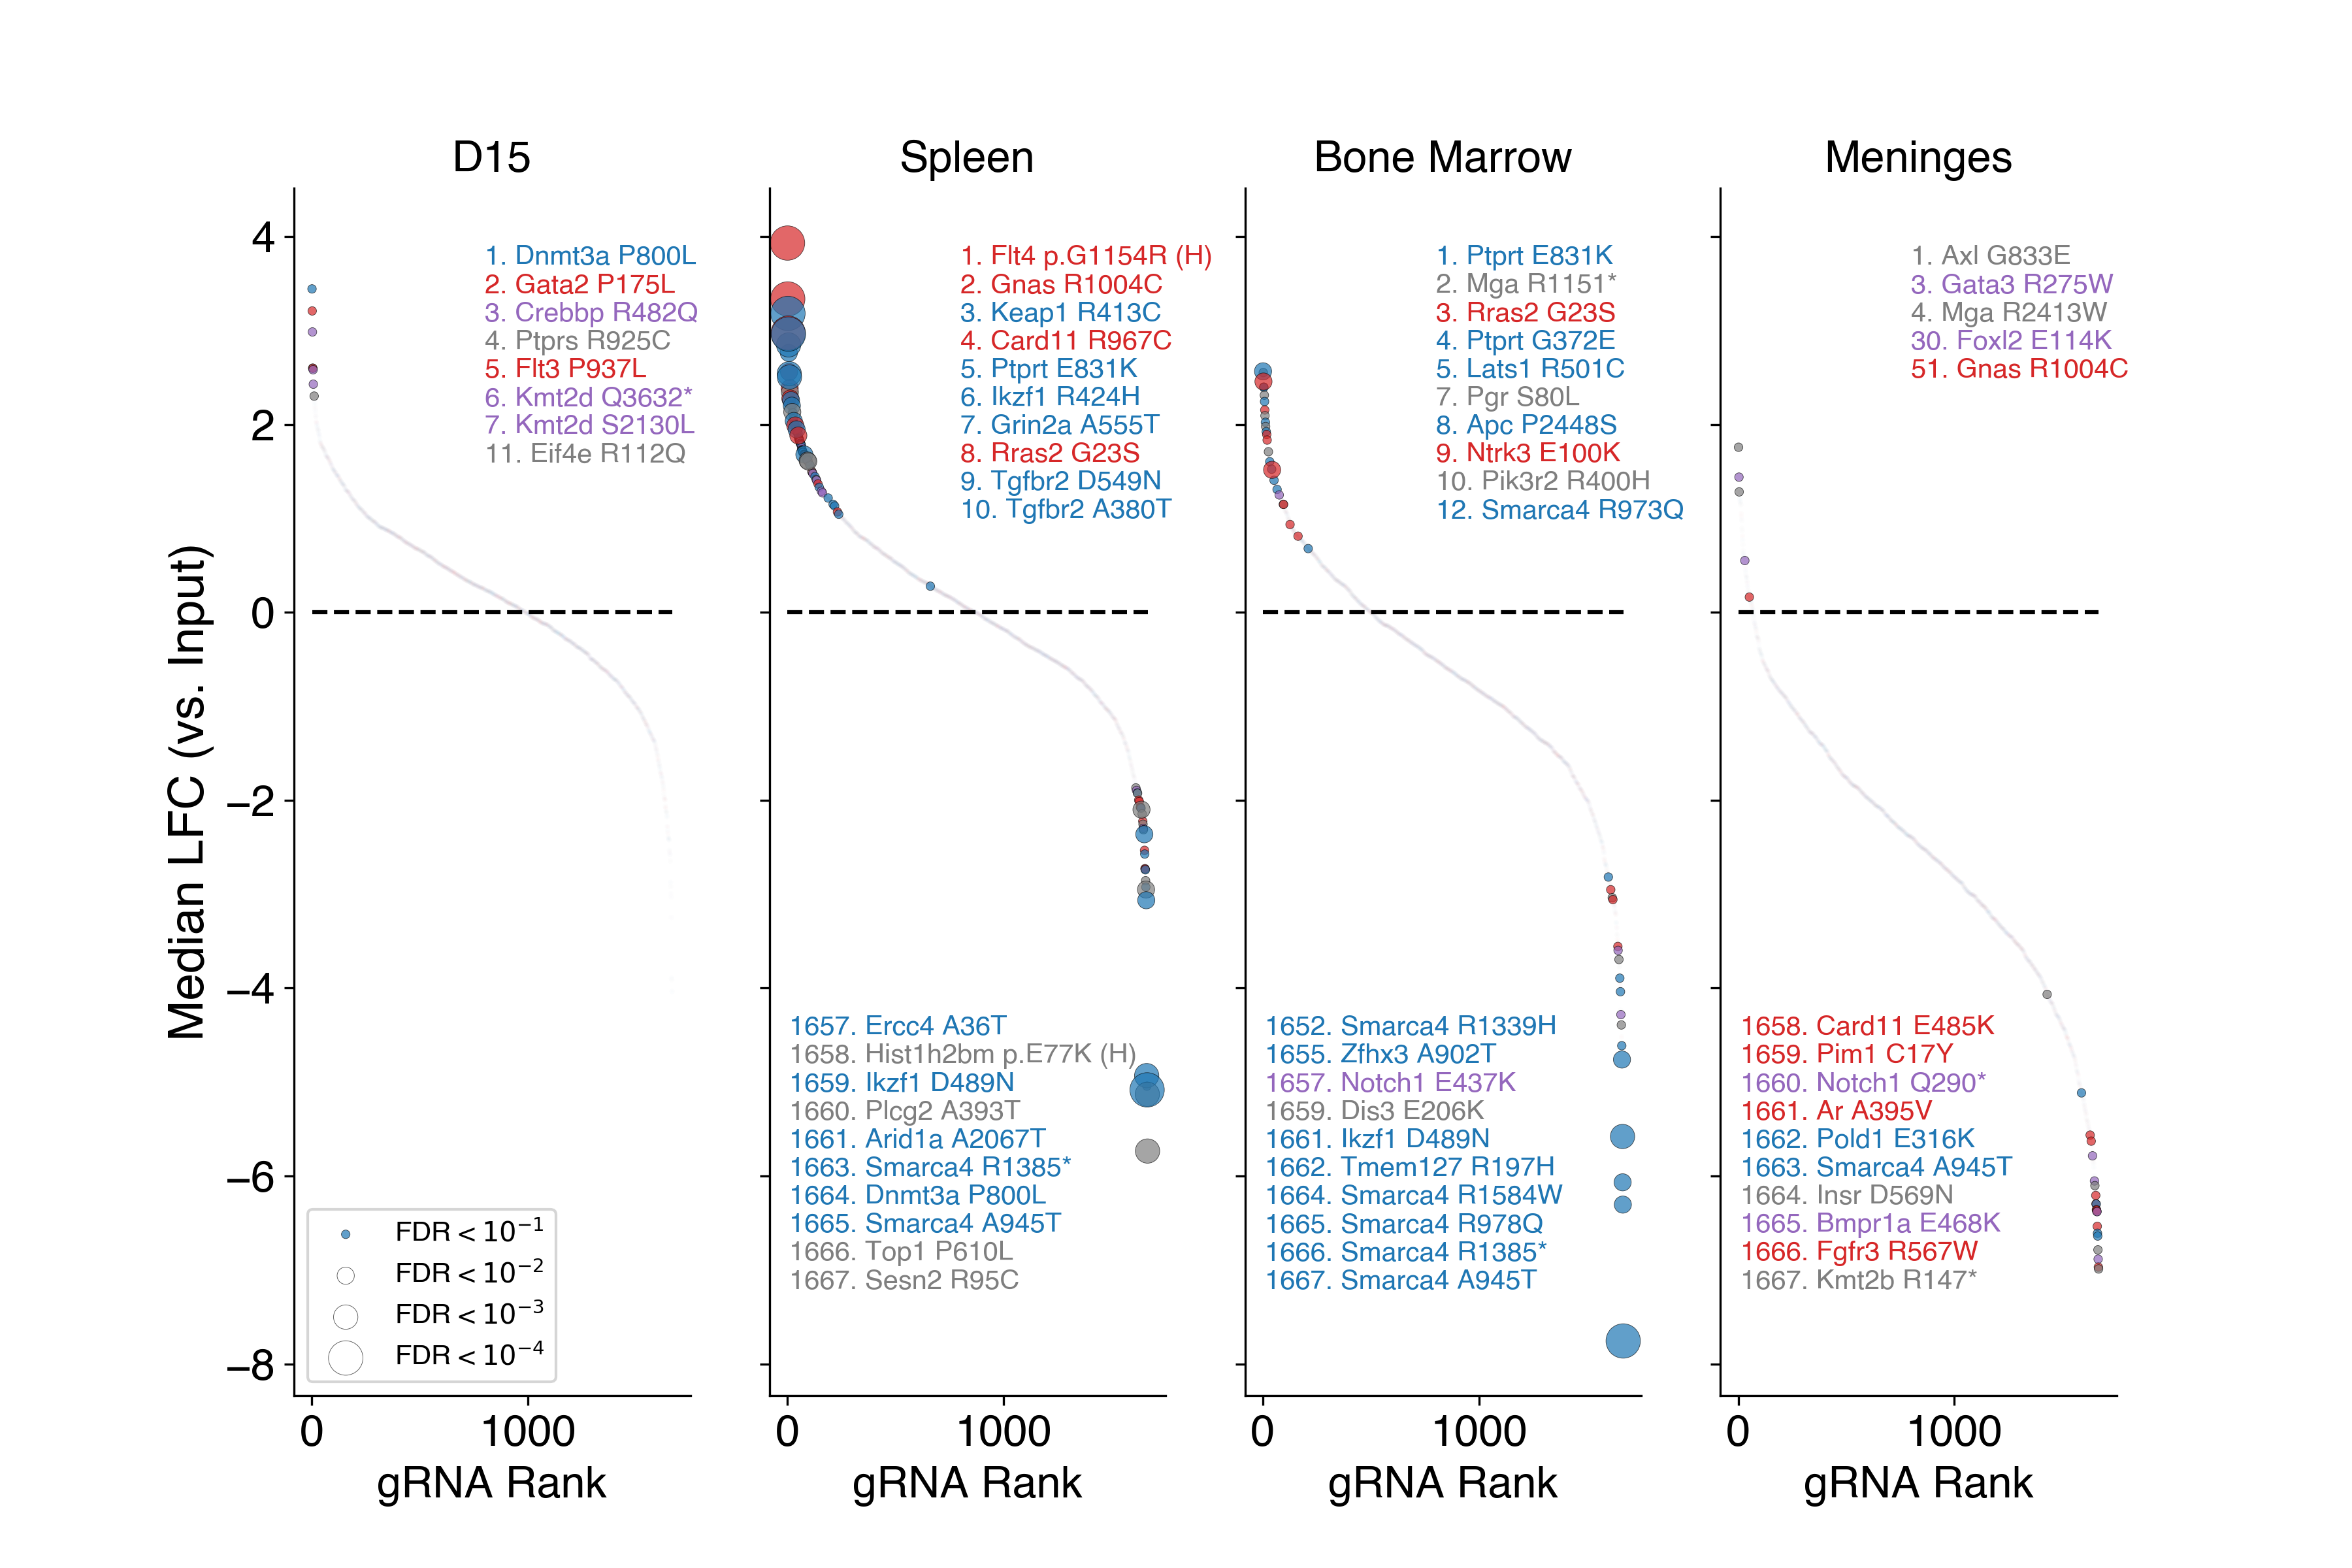 D15
Spleen
Bone Marrow
Meninges
Median LFC (vs. Input)
4
2
0
−2
−4
−6
−8
1. Dnmt3a P800L
2. Gata2 P175L
3. Crebbp R482Q
4. Ptprs R925C
5. Flt3 P937L
6. Kmt2d Q3632*
7. Kmt2d S2130L
11. Eif4e R112Q
FDR < 10⁻¹
FDR < 10⁻²
FDR < 10⁻³
FDR < 10⁻⁴
0 1000
gRNA Rank
1. Flt4 p.G1154R (H)
2. Gnas R1004C
3. Keap1 R413C
4. Card11 R967C
5. Ptprt E831K
6. Ikzf1 R424H
7. Grin2a A555T
8. Rras2 G23S
9. Tgfbr2 D549N
10. Tgfbr2 A380T
1657. Ercc4 A36T
1658. Hist1h2bm p.E77K (H)
1659. Ikzf1 D489N
1660. Plcg2 A393T
1661. Arid1a A2067T
1663. Smarca4 R1385*
1664. Dnmt3a P800L
1665. Smarca4 A945T
1666. Top1 P610L
1667. Sesn2 R95C
0 1000
gRNA Rank
1. Ptprt E831K
2. Mga R1151*
3. Rras2 G23S
4. Ptprt G372E
5. Lats1 R501C
7. Pgr S80L
8. Apc P2448S
9. Ntrk3 E100K
10. Pik3r2 R400H
12. Smarca4 R973Q
1652. Smarca4 R1339H
1655. Zfhx3 A902T
1657. Notch1 E437K
1659. Dis3 E206K
1661. Ikzf1 D489N
1662. Tmem127 R197H
1664. Smarca4 R1584W
1665. Smarca4 R978Q
1666. Smarca4 R1385*
1667. Smarca4 A945T
0 1000
gRNA Rank
1. Axl G833E
3. Gata3 R275W
4. Mga R2413W
30. Foxl2 E114K
51. Gnas R1004C
1658. Card11 E485K
1659. Pim1 C17Y
1660. Notch1 Q290*
1661. Ar A395V
1662. Pold1 E316K
1663. Smarca4 A945T
1664. Insr D569N
1665. Bmpr1a E468K
1666. Fgfr3 R567W
1667. Kmt2b R147*
0 1000
gRNA Rank